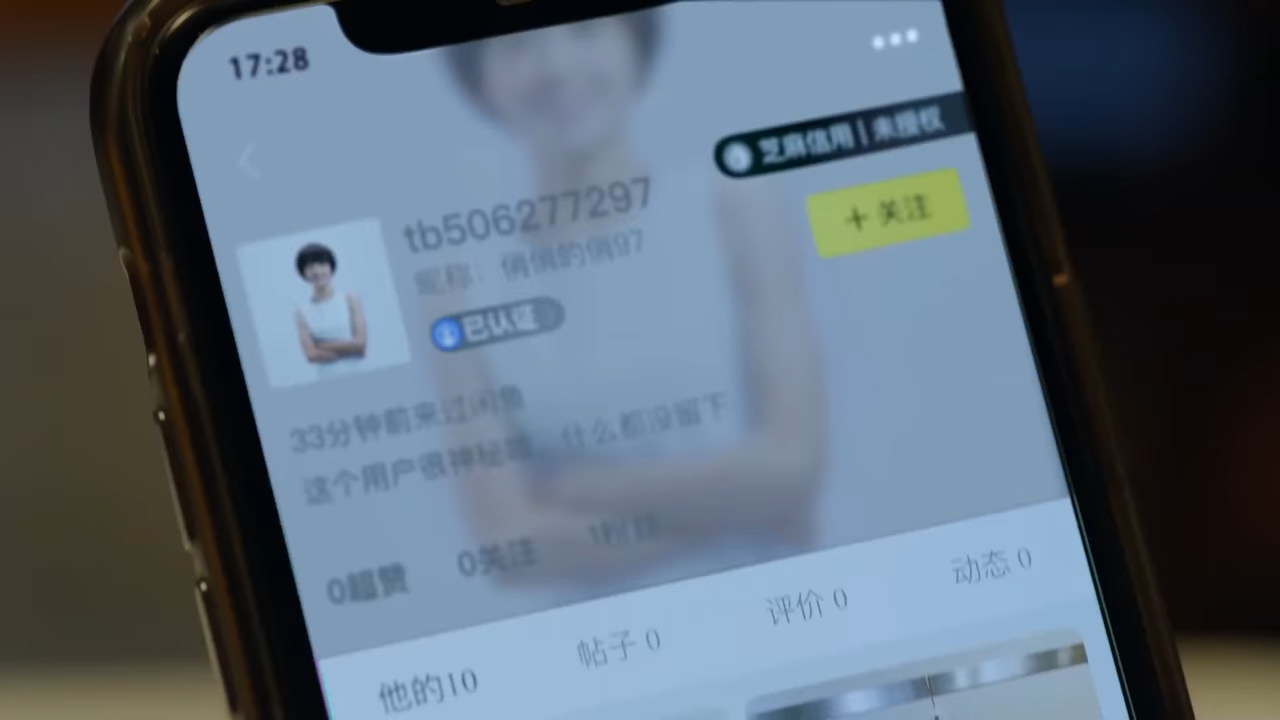 17:28
芝麻信用 | 未授权
tb506277297
+ 关注
昵称：俏俏的俏97
已认证
33分钟前来过闲鱼
这个用户很神秘 什么都没留下
0超赞 0关注 1粉丝
他的10 帖子 0 评价 0 动态 0